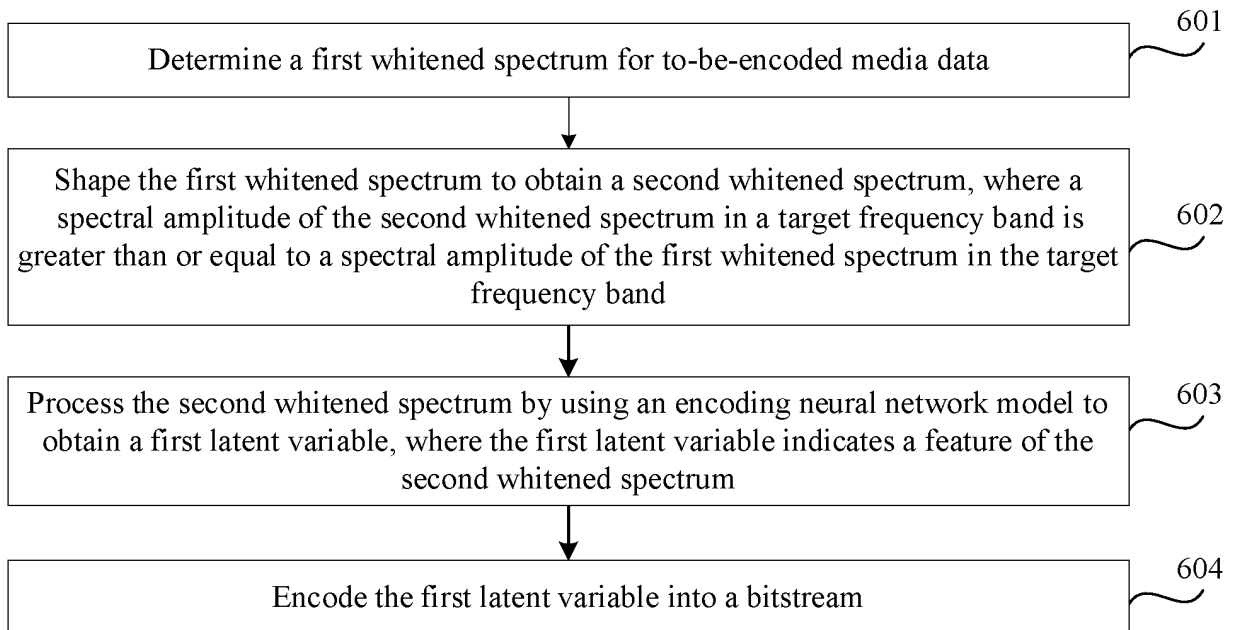 601
Determine a first whitened spectrum for to-be-encoded media data
Shape the first whitened spectrum to obtain a second whitened spectrum, where a
spectral amplitude of the second whitened spectrum in a target frequency band is
greater than or equal to a spectral amplitude of the first whitened spectrum in the target
frequency band
602
Process the second whitened spectrum by using an encoding neural network model to
obtain a first latent variable, where the first latent variable indicates a feature of the
second whitened spectrum
603
Encode the first latent variable into a bitstream
604